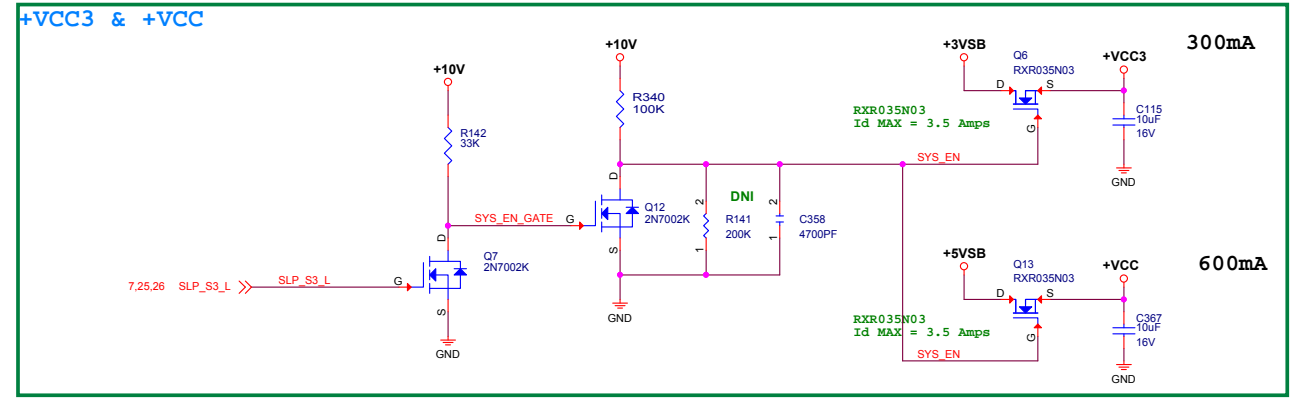 +VCC3 & +VCC
+10V
R142
33K
+10V
R340
100K
+3VSB
Q6
RXR035N03
+VCC3
300mA
D
S
G
RXR035N03
Id MAX = 3.5 Amps
C115
10uF
16V
GND
SYS_EN
D
Q12
2N7002K
G
S
SYS_EN_GATE
DNI
2
R141
200K
1
2
C358
4700PF
1
GND
7,25,26 SLP_S3_L
SLP_S3_L
G
D
Q7
2N7002K
S
GND
+5VSB
Q13
RXR035N03
+VCC
600mA
D
S
G
RXR035N03
Id MAX = 3.5 Amps
SYS_EN
C367
10uF
16V
GND